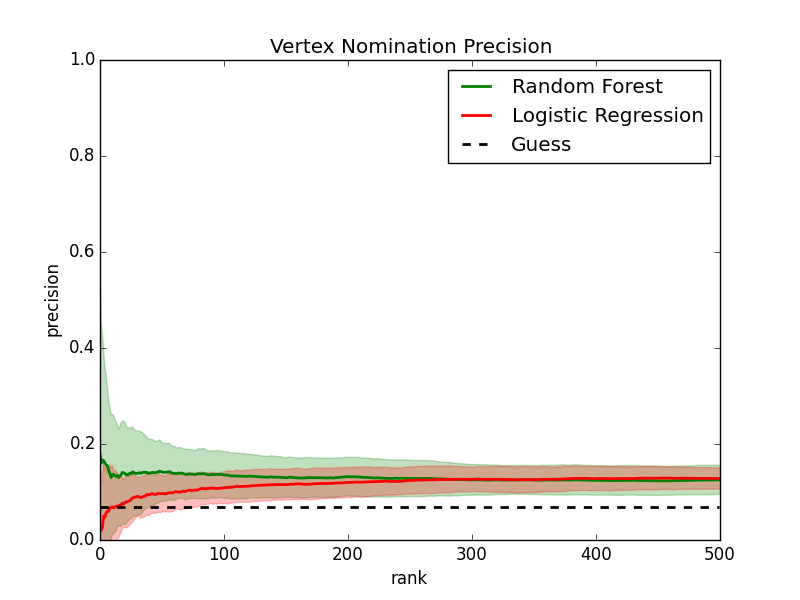 Vertex Nomination Precision
1.0
0.8
0.6
0.4
0.2
0.0
precision
Random Forest
Logistic Regression
Guess
0 100 200 300 400 500
rank